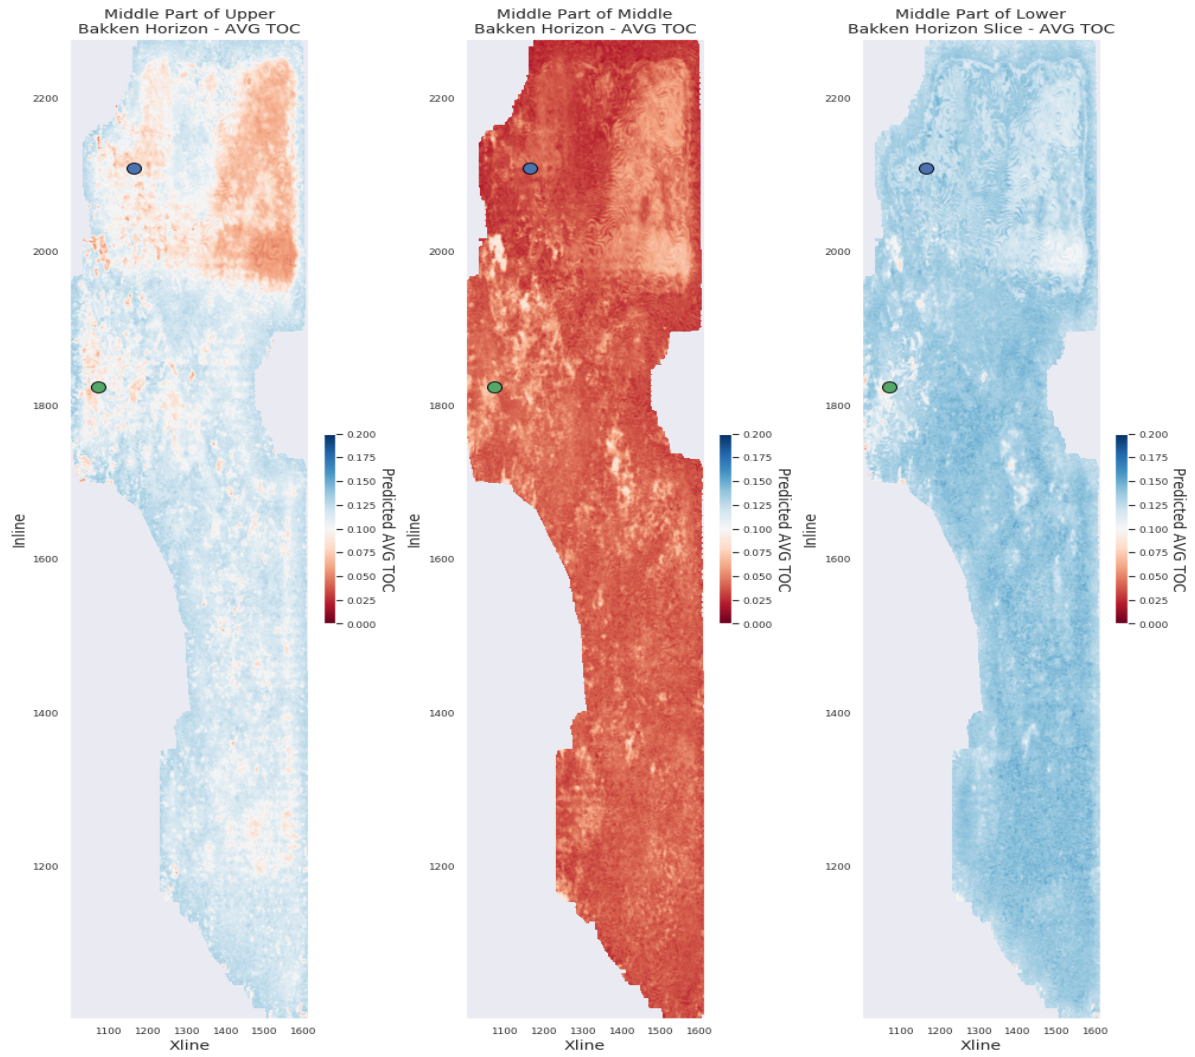 Middle Part of Upper
Bakken Horizon - AVG TOC
2200
2000
1800
1600
1400
1200
Inline
1100 1200 1300 1400 1500 1600
Xline
0.200
0.175
0.150
0.125
0.100
0.075
0.050
0.025
0.000
Predicted AVG TOC
Middle Part of Middle
Bakken Horizon - AVG TOC
2200
2000
1800
1600
1400
1200
Inline
1100 1200 1300 1400 1500 1600
Xline
0.200
0.175
0.150
0.125
0.100
0.075
0.050
0.025
0.000
Predicted AVG TOC
Middle Part of Lower
Bakken Horizon Slice - AVG TOC
2200
2000
1800
1600
1400
1200
Inline
1100 1200 1300 1400 1500 1600
Xline
0.200
0.175
0.150
0.125
0.100
0.075
0.050
0.025
0.000
Predicted AVG TOC